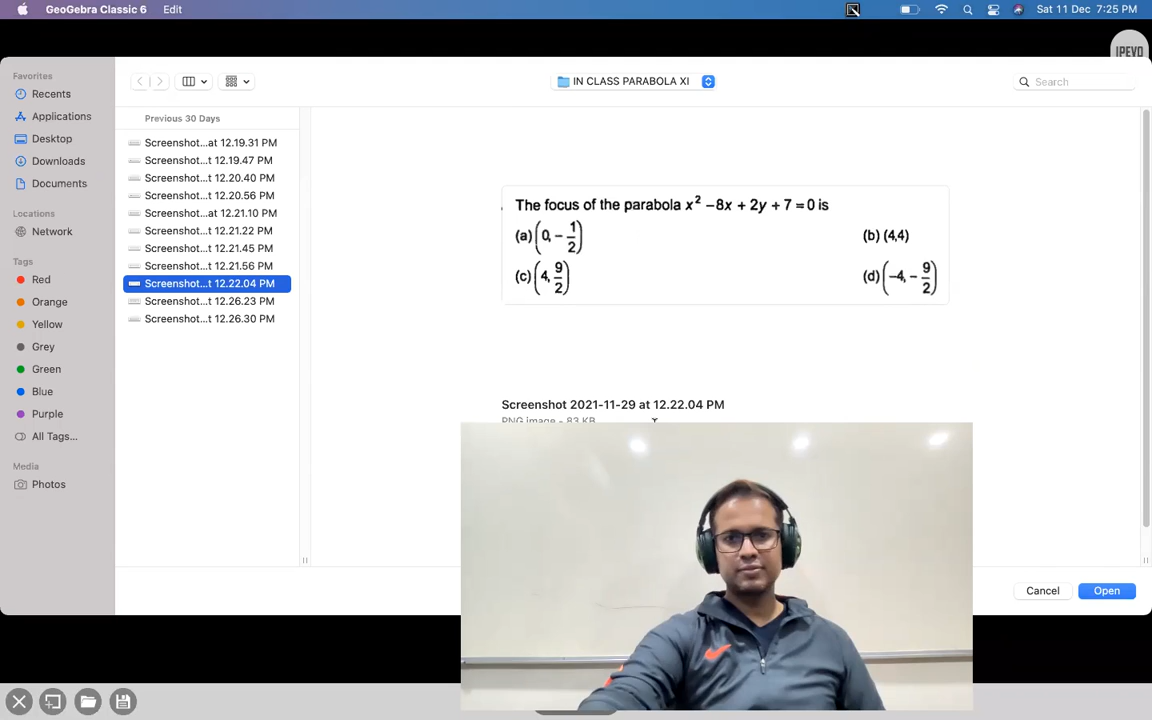 GeoGebra Classic 6 Edit
Sat 11 Dec 7:25 PM
IPEVO
Favorites
Recents
Applications
Desktop
Downloads
Documents
Locations
Network
Tags
Red
Orange
Yellow
Grey
Green
Blue
Purple
All Tags...
Media
Photos
IN CLASS PARABOLA XI
Search
Previous 30 Days
Screenshot...at 12.19.31 PM
Screenshot...t 12.19.47 PM
Screenshot...t 12.20.40 PM
Screenshot...t 12.20.56 PM
Screenshot...at 12.21.10 PM
Screenshot...t 12.21.22 PM
Screenshot...t 12.21.45 PM
Screenshot...t 12.21.56 PM
Screenshot...t 12.22.04 PM
Screenshot...t 12.26.23 PM
Screenshot...t 12.26.30 PM
The focus of the parabola x² – 8x + 2y + 7 = 0 is
(a) (0, – 1/2) (b) (4,4)
(c) (4, 9/2) (d) (–4, – 9/2)
Screenshot 2021-11-29 at 12.22.04 PM
PNG image - 83 KB
Cancel Open